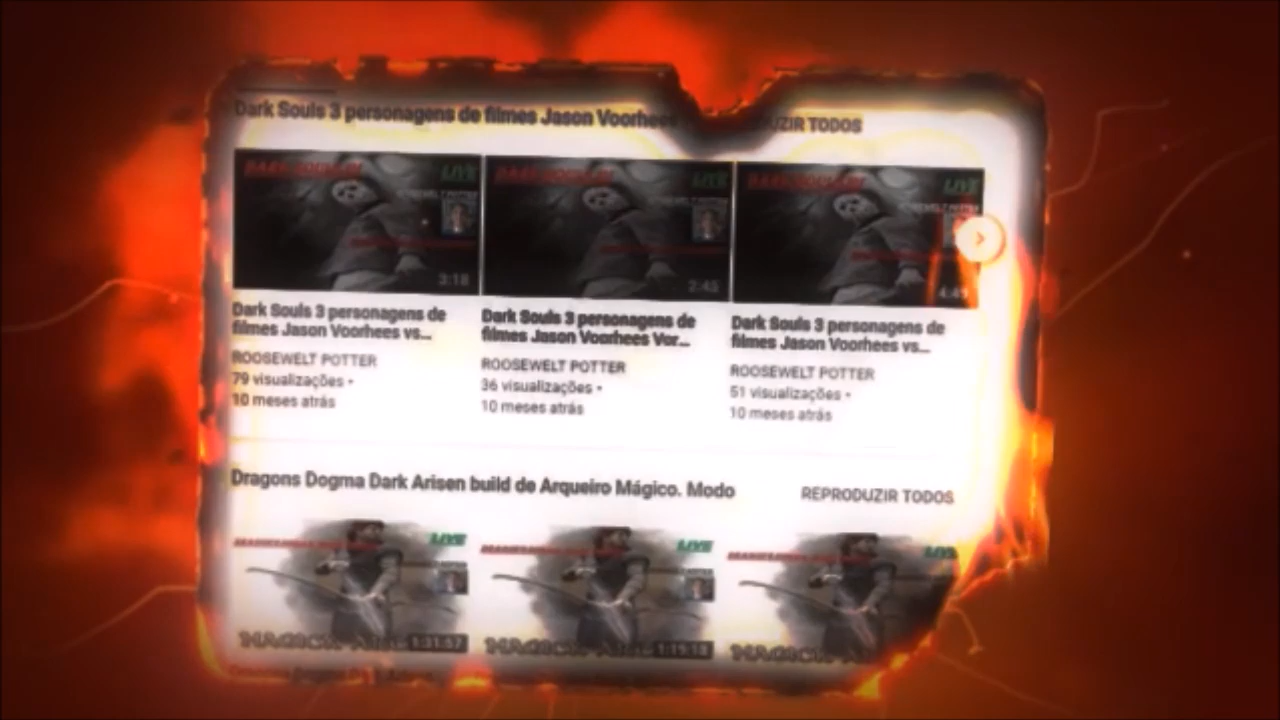 Dark Souls 3 personagens de filmes Jason Voorhees
UZIR TODOS
LIVE
LIVE
LIVE
3:18
2:45
Dark Souls 3 personagens de
filmes Jason Voorhees vs...
ROOSEWELT POTTER
79 visualizações •
10 meses atrás
Dark Souls 3 personagens de
filmes Jason Voorhees Vor...
ROOSEWELT POTTER
36 visualizações •
10 meses atrás
Dark Souls 3 personagens de
filmes Jason Voorhees vs...
ROOSEWELT POTTER
51 visualizações •
10 meses atrás
Dragons Dogma Dark Arisen build de Arqueiro Mágico. Modo
REPRODUZIR TODOS
LIVE
LIVE
LIVE
1:31:57
1:19:18